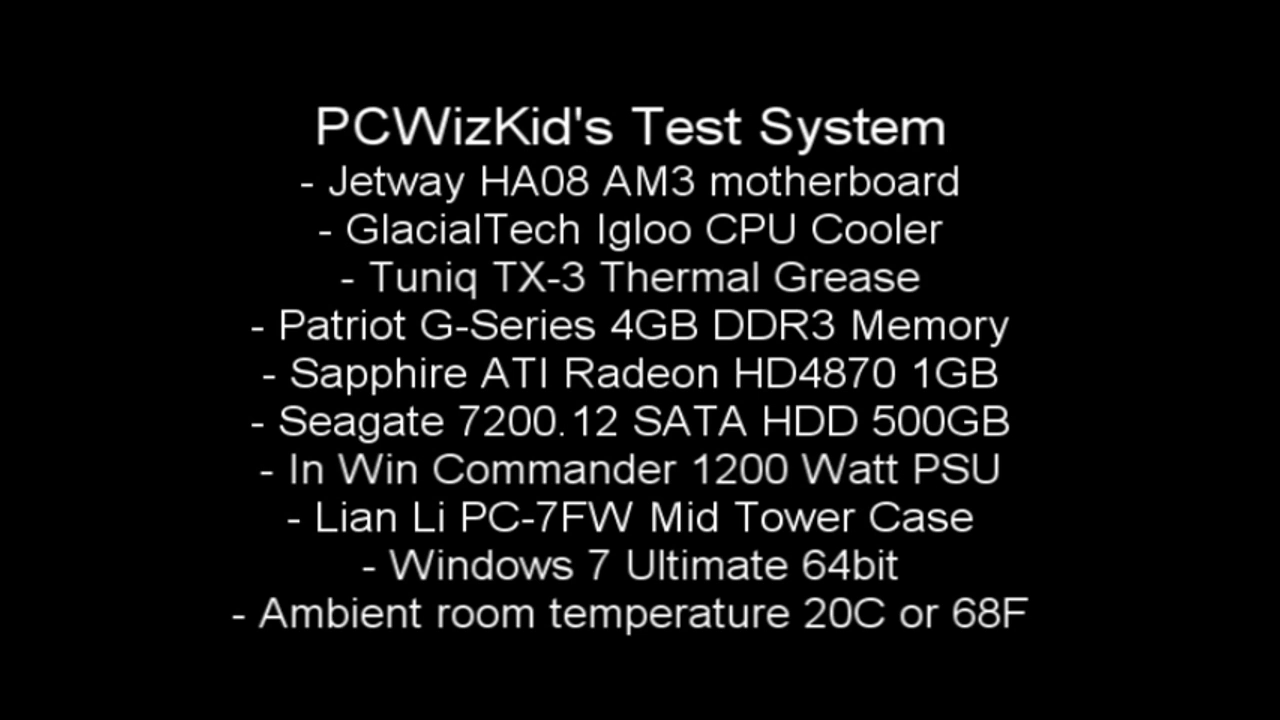 PCWizKid's Test System
- Jetway HA08 AM3 motherboard
- GlacialTech Igloo CPU Cooler
- Tuniq TX-3 Thermal Grease
- Patriot G-Series 4GB DDR3 Memory
- Sapphire ATI Radeon HD4870 1GB
- Seagate 7200.12 SATA HDD 500GB
- In Win Commander 1200 Watt PSU
- Lian Li PC-7FW Mid Tower Case
- Windows 7 Ultimate 64bit
- Ambient room temperature 20C or 68F